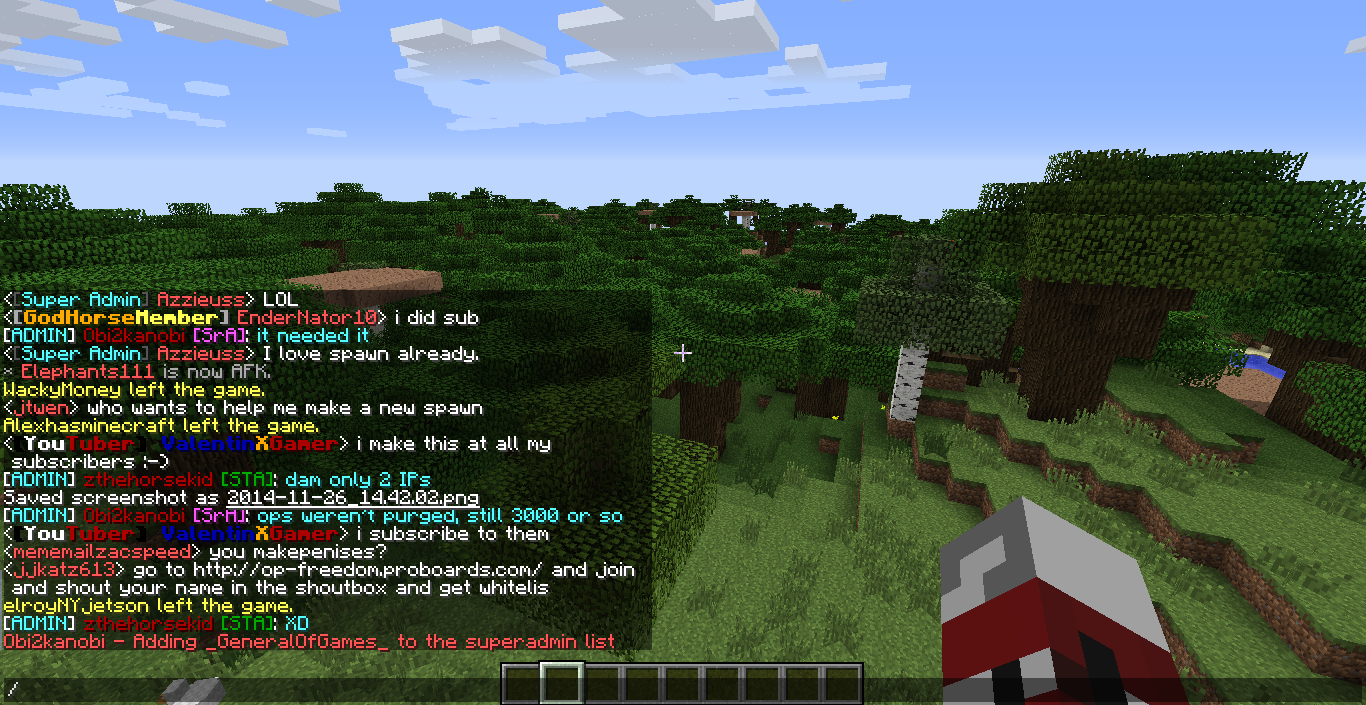 <[Super Admin] Azzieuss> LOL
<[GodHorseMember] EnderNator10> i did sub
[ADMIN] Obi2kanobi [SrA]: it needed it
<[Super Admin] Azzieuss> I love spawn already.
* Elephants111 is now AFK.
WackyMoney left the game.
<jtwen> who wants to help me make a new spawn
Alexhasminecraft left the game.
<[YouTuber] ValentinXGamer> i make this at all my
subscribers :-)
[ADMIN] zthehorsekid [STA]: dam only 2 IPs
Saved screenshot as 2014-11-26_14.42.02.png
[ADMIN] Obi2kanobi [SrA]: ops weren't purged, still 3000 or so
<[YouTuber] ValentinXGamer> i subscribe to them
<mememailzacspeed> you makepenises?
<jjkatz613> go to http://op-freedom.proboards.com/ and join
and shout your name in the shoutbox and get whitelis
elroyNYjetson left the game.
[ADMIN] zthehorsekid [STA]: XD
Obi2kanobi - Adding _GeneralOfGames_ to the superadmin list
/